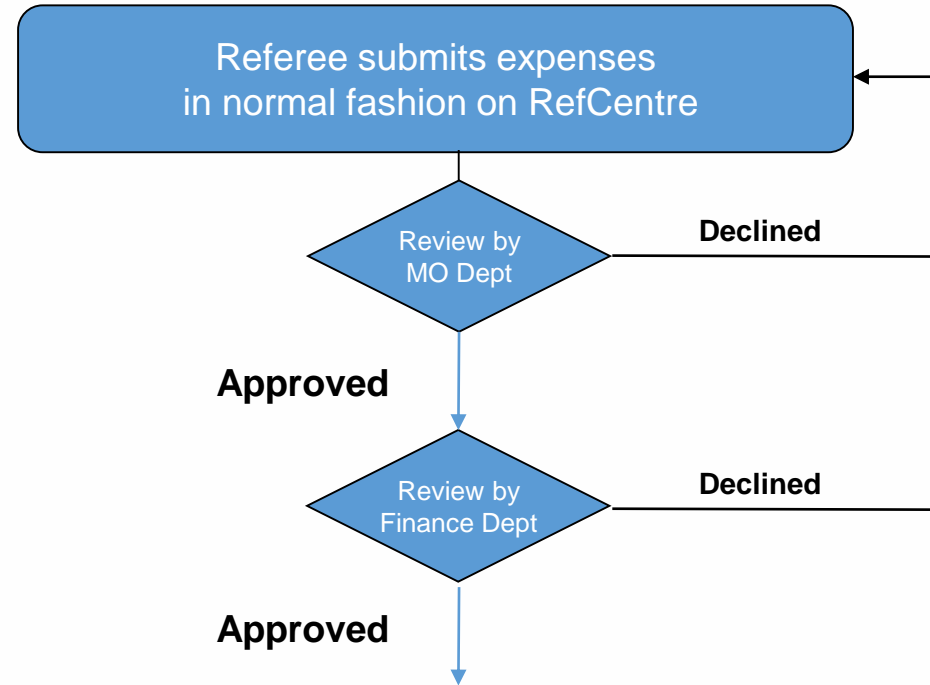 Referee submits expenses
in normal fashion on RefCentre
Review by
MO Dept
Declined
Approved
Review by
Finance Dept
Declined
Approved